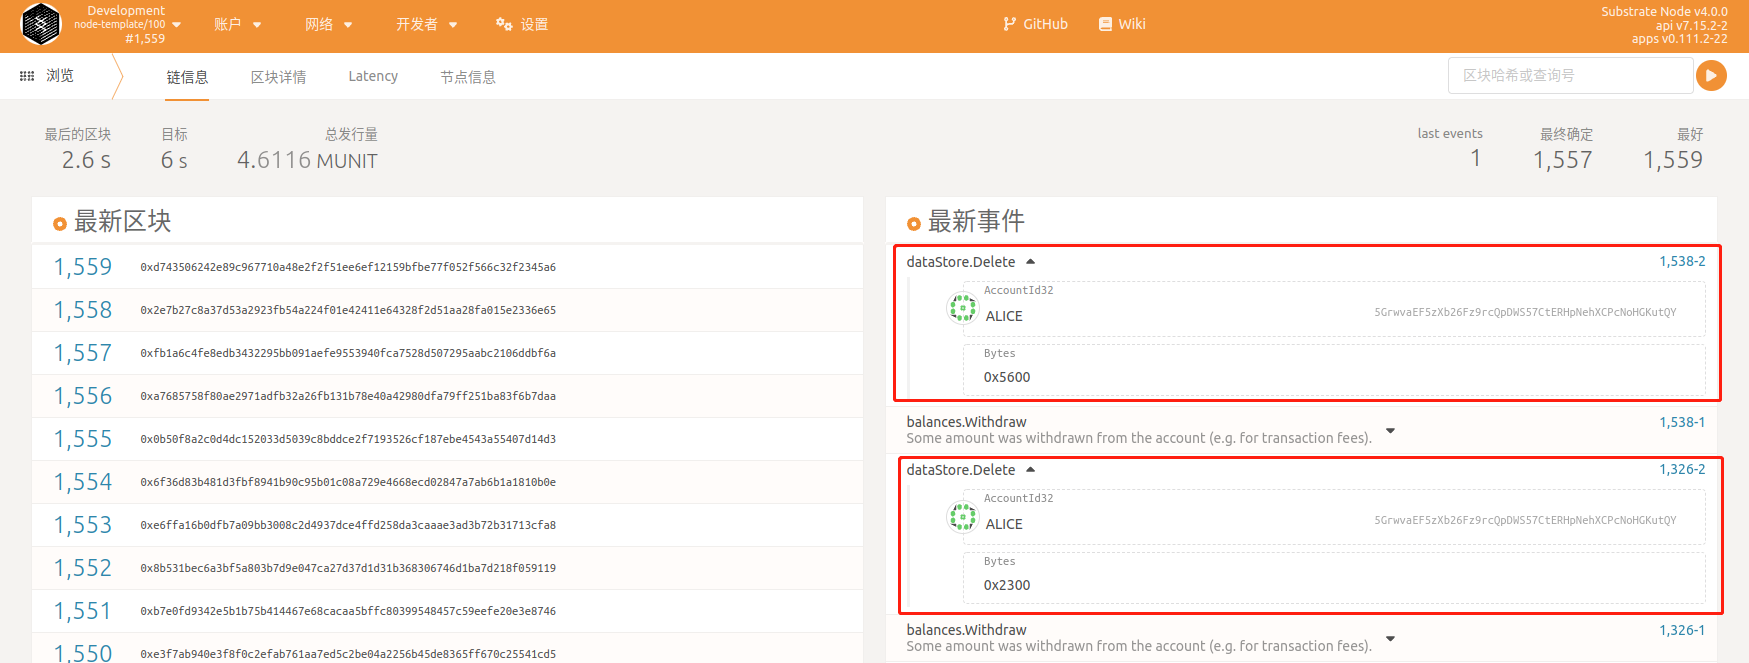 Development
node-template/100
#1,559
账户
网络
开发者
设置
GitHub
Wiki
Substrate Node v4.0.0
api v7.15.2-2
apps v0.111.2-22
浏览
链信息
区块详情
Latency
节点信息
区块哈希或查询号
最后的区块
2.6 s
目标
6 s
总发行量
4.6116 MUNIT
last events
1
最终确定
1,557
最好
1,559
最新区块
1,559 0xd743506242e89c967710a48e2f2f51ee6ef12159bfbe77f052f566c32f2345a6
1,558 0x2e7b27c8a37d53a2923fb54a224f01e42411e64328f2d51aa28fa015e2336e65
1,557 0xfb1a6c4fe8edb3432295bb091aefe9553940fca7528d507295aabc2106ddbf6a
1,556 0xa7685758f80ae2971adfb32a26fb131b78e40a42980dfa79ff251ba83f6b7daa
1,555 0x0b50f8a2c0d4dc152033d5039c8bddce2f7193526cf187ebe4543a55407d14d3
1,554 0x6f36d83b481d3fbf8941b90c95b01c08a729e4668ecd02847a7ab6b1a1810b0e
1,553 0xe6ffa16b0dfb7a09bb3008c2d4937dce4ffd258da3caaae3ad3b72b31713cfa8
1,552 0x8b531bec6a3bf5a803b7d9e047ca27d37d1d31b368306746d1ba7d218f059119
1,551 0xb7e0fd9342e5b1b75b414467e68cacaa5bffc80399548457c59eefe20e3e8746
1,550 0xe3f7ab940e3f8f0c2efab761aa7ed5c2be04a2256b45de8365ff670c25541cd5
最新事件
dataStore.Delete 1,538-2
AccountId32
ALICE 5GrwvaEF5zXb26Fz9rcQpDWS57CtERHpNehXCPcNoHGKutQY
Bytes
0x5600
balances.Withdraw 1,538-1
Some amount was withdrawn from the account (e.g. for transaction fees).
dataStore.Delete 1,326-2
AccountId32
ALICE 5GrwvaEF5zXb26Fz9rcQpDWS57CtERHpNehXCPcNoHGKutQY
Bytes
0x2300
balances.Withdraw 1,326-1
Some amount was withdrawn from the account (e.g. for transaction fees).